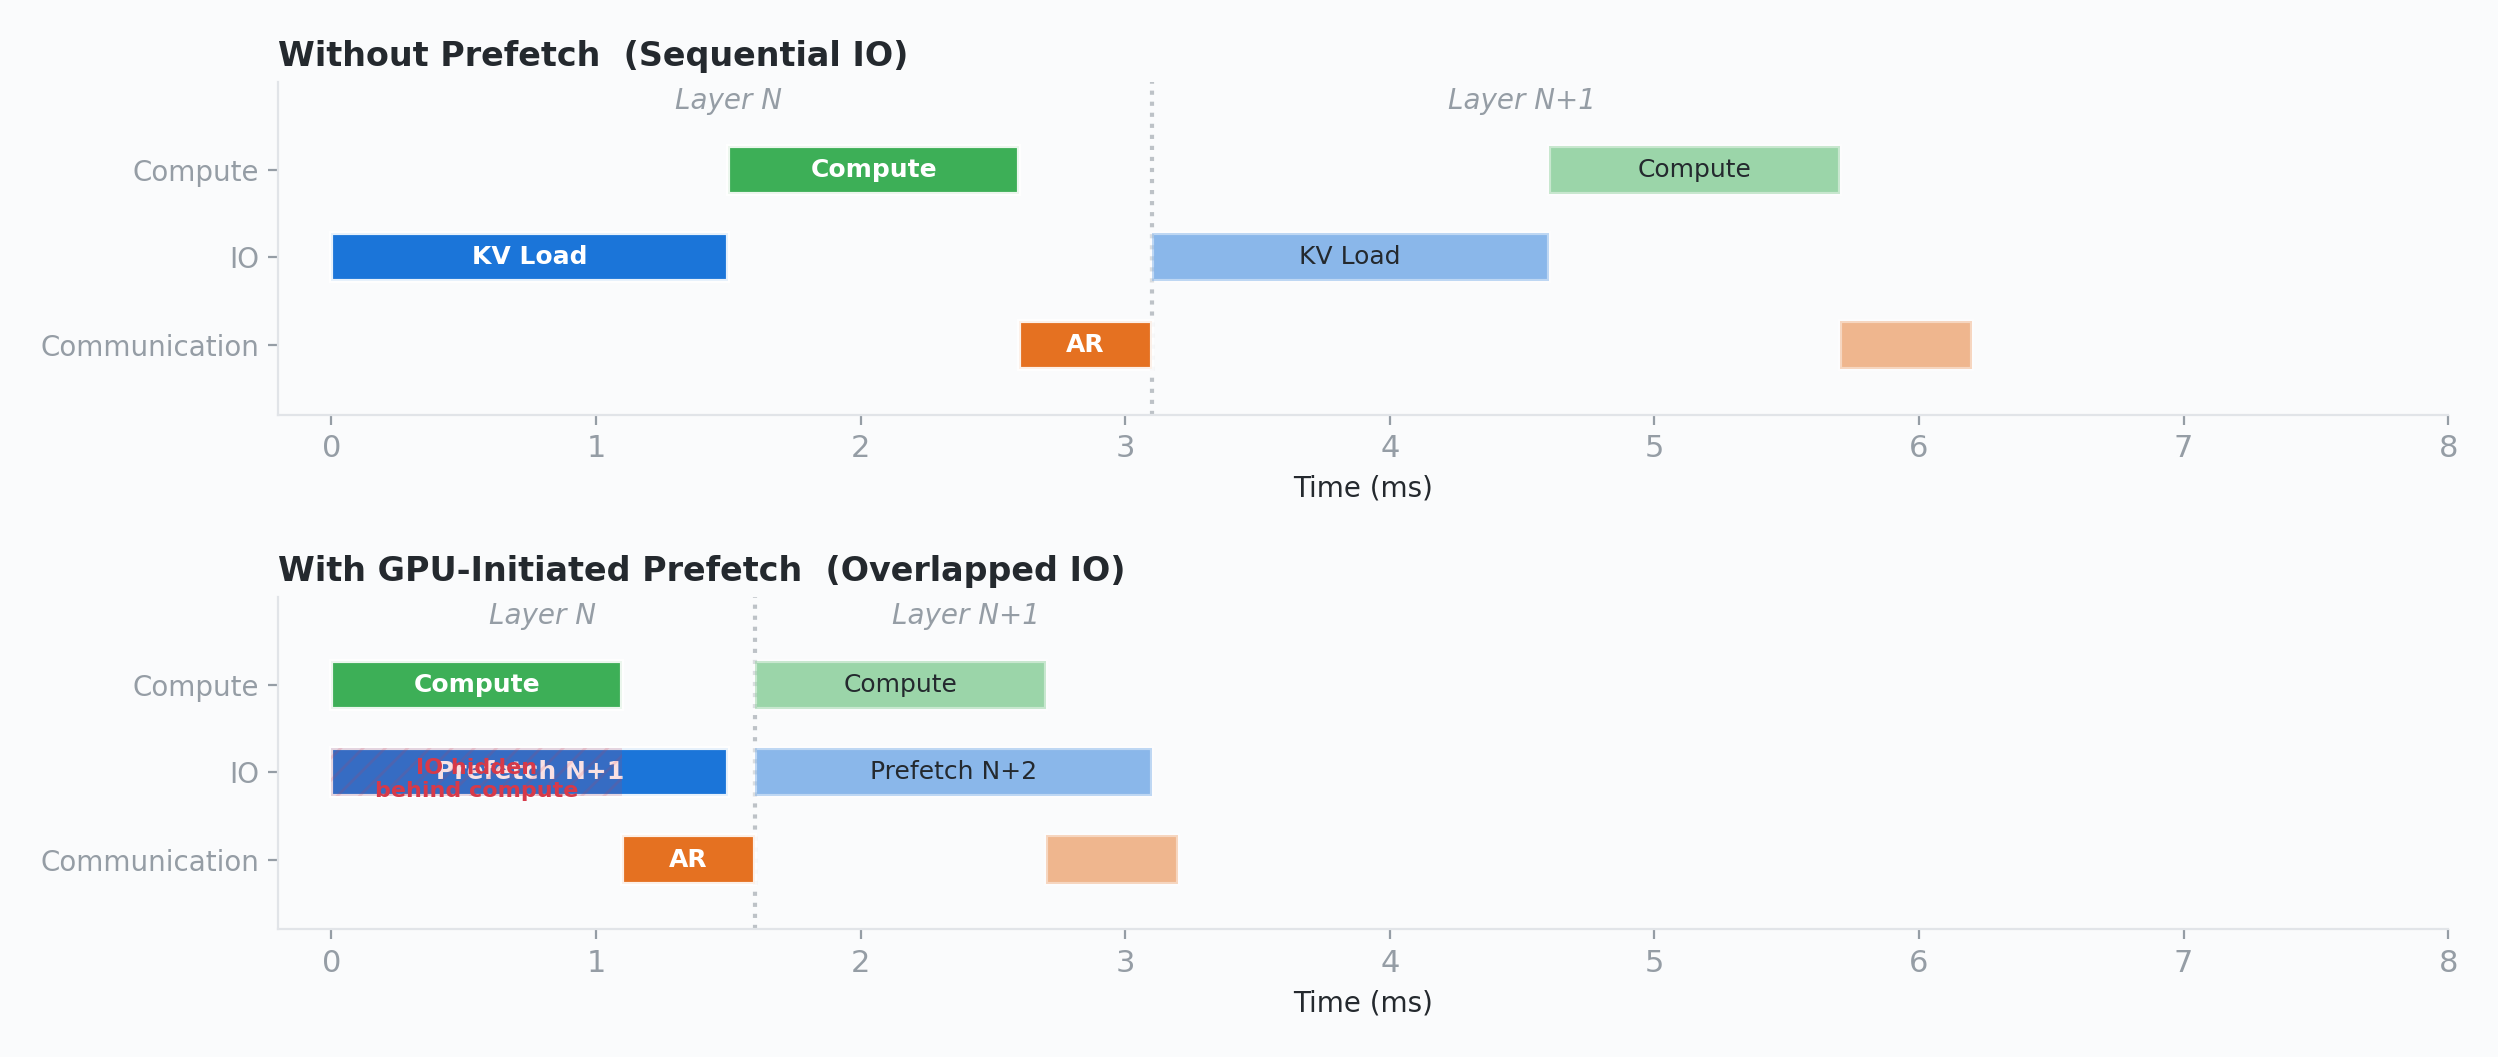 Without Prefetch (Sequential IO)
Layer N
Layer N+1
Compute
Compute
Compute
IO
KV Load
KV Load
Communication
AR
0 1 2 3 4 5 6 7 8
Time (ms)
With GPU-Initiated Prefetch (Overlapped IO)
Layer N
Layer N+1
Compute
Compute
Compute
IO
Prefetch N+1
IO hidden
behind compute
Prefetch N+2
Communication
AR
0 1 2 3 4 5 6 7 8
Time (ms)